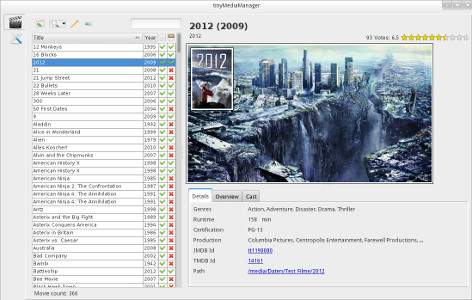 tinyMediaManager
Title Year
12 Monkeys 1995
16 Blocks 2006
2012 2009
21 2008
21 Jump Street 2012
22 Bullets 2010
28 Weeks Later 2007
300 2006
50 First Dates 2004
9 2009
Aladdin 1992
Alice in Wonderland 1999
Alien 1979
Alles Koscher! 2010
Alvin and the Chipmunks 2007
American History X 1998
American History X 1998
American Ninja 1985
American Ninja 2: The Confrontation 1987
American Ninja 4: The Annihilation 1991
American Ninja 4: The Annihilation 1991
Antz 1998
Asterix and the Big Fight 1989
Asterix Conquers America 1994
Asterix in Britain 1986
Asterix vs. Caesar 1985
Australia 2008
Bad Company 2002
Bambi 1942
Battleship 2012
Bee Movie 2007
Movie count: 366
2012 (2009)
2012
93 Votes: 6.5
2012
Details Overview Cast
Genres Action, Adventure, Disaster, Drama, Thriller
Runtime 158 min
Certification PG-13
Production Columbia Pictures, Centropolis Entertainment, Farewell Productions, ...
IMDB Id tt1190080
TMDB Id 14161
Path /media/Daten/Test Filme/2012